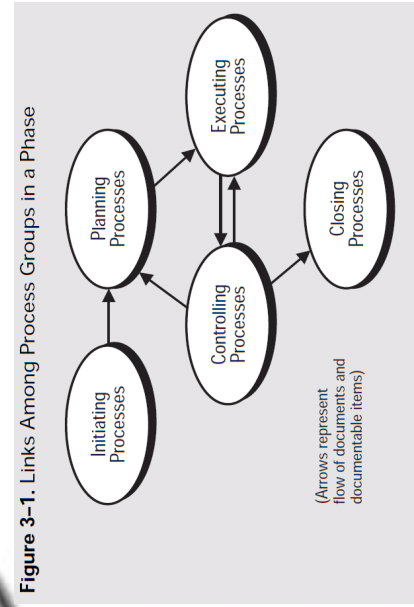 Figure 3–1. Links Among Process Groups in a Phase
Initiating
Processes
Planning
Processes
Controlling
Processes
Executing
Processes
(Arrows represent
flow of documents and
documentable items)
Closing
Processes